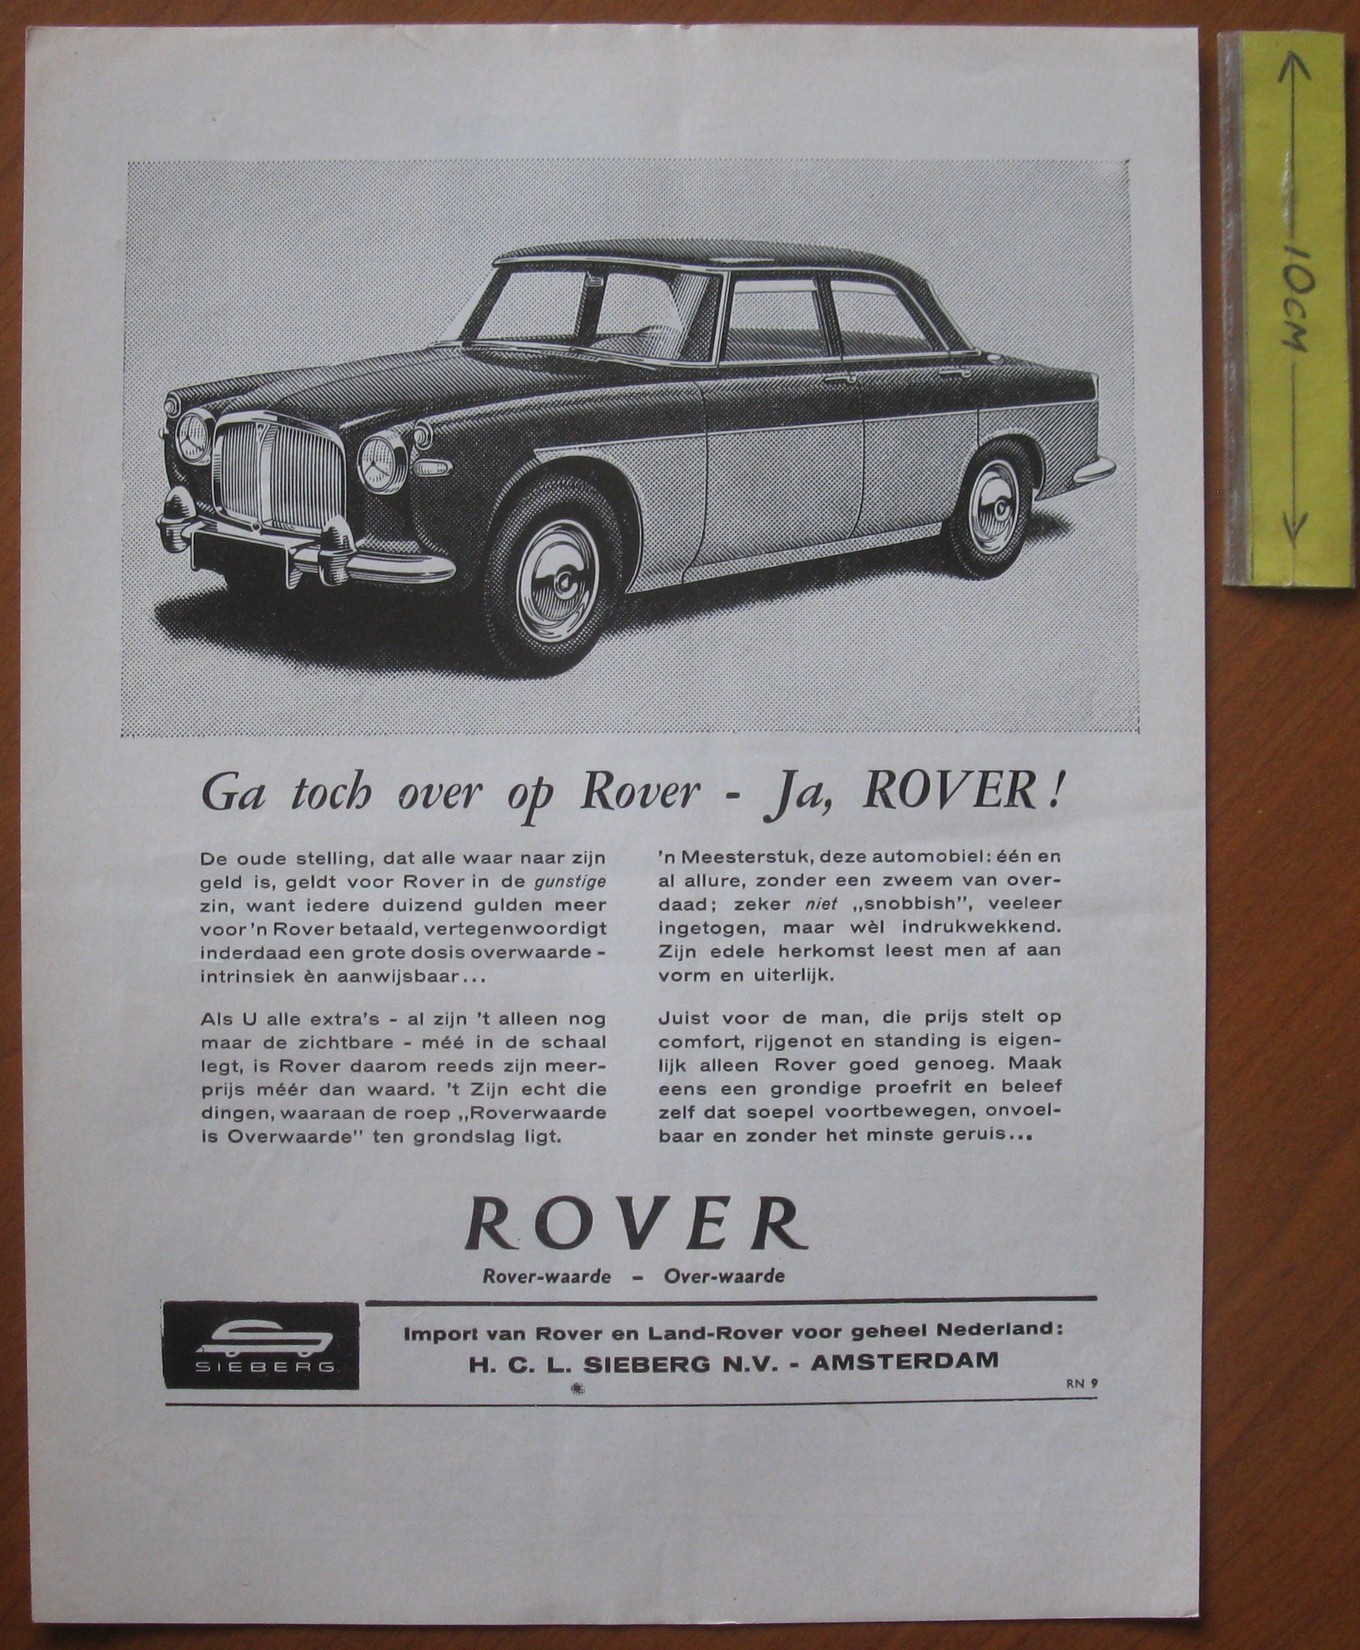 10CM
Ga toch over op Rover - Ja, ROVER !
De oude stelling, dat alle waar naar zijn
geld is, geldt voor Rover in de gunstige
zin, want iedere duizend gulden meer
voor 'n Rover betaald, vertegenwoordigt
inderdaad een grote dosis overwaarde -
intrinsiek èn aanwijsbaar...
Als U alle extra's - al zijn 't alleen nog
maar de zichtbare - méé in de schaal
legt, is Rover daarom reeds zijn meer-
prijs méér dan waard. 't Zijn echt die
dingen, waaraan de roep „Roverwaarde
is Overwaarde" ten grondslag ligt.
'n Meesterstuk, deze automobiel: één en
al allure, zonder een zweem van over-
daad; zeker niet „snobbish", veeleer
ingetogen, maar wèl indrukwekkend.
Zijn edele herkomst leest men af aan
vorm en uiterlijk.
Juist voor de man, die prijs stelt op
comfort, rijgenot en standing is eigen-
lijk alleen Rover goed genoeg. Maak
eens een grondige proefrit en beleef
zelf dat soepel voortbewegen, onvoel-
baar en zonder het minste geruis...
ROVER
Rover-waarde - Over-waarde
SIEBERG
Import van Rover en Land-Rover voor geheel Nederland:
H. C. L. SIEBERG N.V. - AMSTERDAM
RN 9